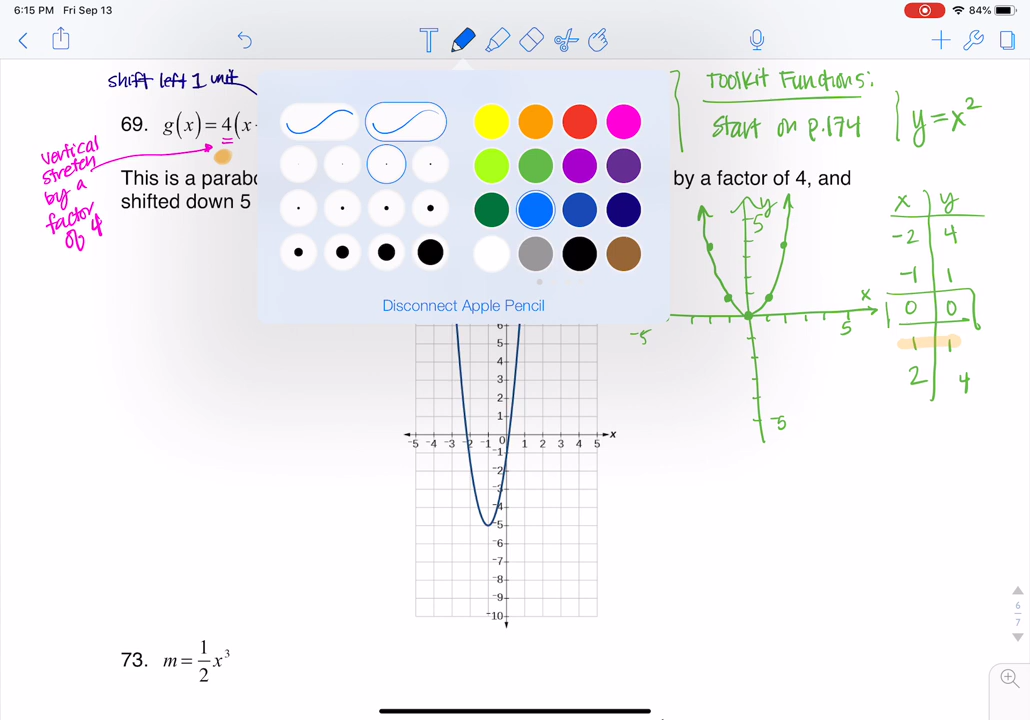 6:15 PM Fri Sep 13
84%
T
shift left 1 unit
69. g(x) = 4(x
vertical
stretch
by a
factor
of 4
This is a parabo
by a factor of 4, and
shifted down 5
Disconnect Apple Pencil
Toolkit Functions:
Start on p.174
y = x²
x y
-2 4
-1 1
0 0
1 1
2 4
y
5
x
-5
5
-5
6
5
4
3
2
1
-5 -4 -3 -2 -1 0 1 2 3 4 5 x
-1
-2
-3
-4
-5
-6
-7
-8
-9
-10
73. m = 1/2 x³
6
7